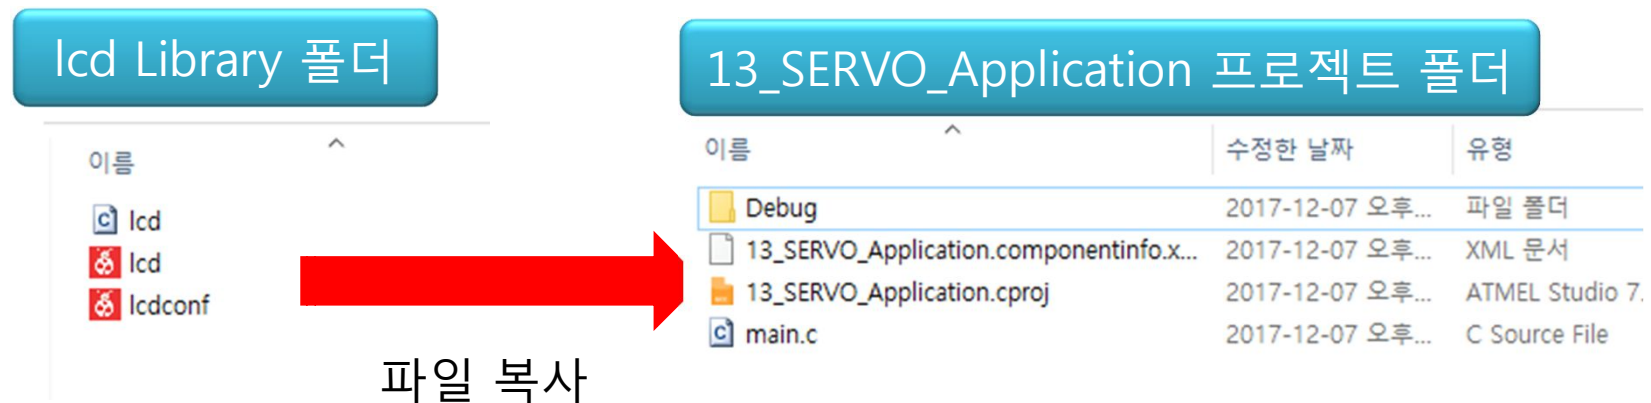 lcd Library 폴더
13_SERVO_Application 프로젝트 폴더
이름
lcd
lcd
lcdconf
파일 복사
이름 수정한 날짜 유형
Debug 2017-12-07 오후... 파일 폴더
13_SERVO_Application.componentinfo.x... 2017-12-07 오후... XML 문서
13_SERVO_Application.cproj 2017-12-07 오후... ATMEL Studio 7.
main.c 2017-12-07 오후... C Source File